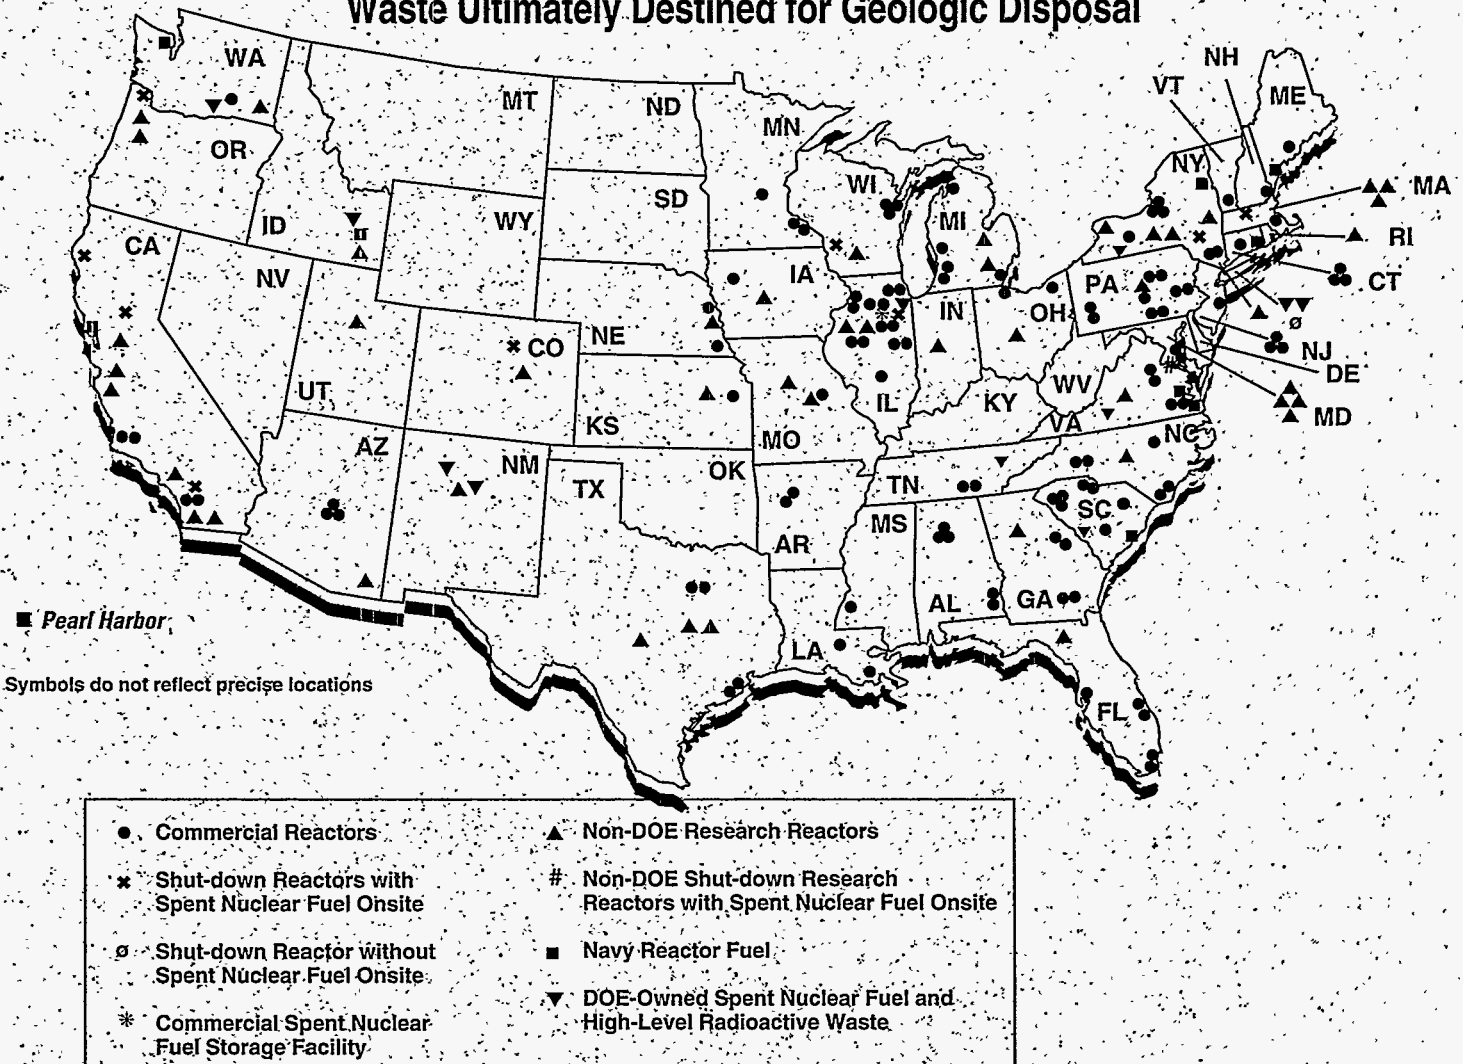 Waste Ultimately Destined for Geologic Disposal
NH
VT
ME
WA
MT
ND
MN
OR
NY
WI
MA
SD
ID
WY
MI
RI
CA
NV
IA
PA
CT
NE
IN
OH
CO
NJ
DE
UT
WV
IL
KY
MD
KS
VA
MO
NC
AZ
NM
OK
TX
TN
SC
MS
AR
AL
GA
Pearl Harbor
LA
Symbols do not reflect precise locations
FL
Commercial Reactors
Non-DOE Research Reactors
Shut-down Reactors with
Spent Nuclear Fuel Onsite
# Non-DOE Shut-down Research
Reactors with Spent Nuclear Fuel Onsite
ø Shut-down Reactor without
Spent Nuclear Fuel Onsite
Navy Reactor Fuel
DOE-Owned Spent Nuclear Fuel and
High-Level Radioactive Waste
Commercial Spent Nuclear
Fuel Storage Facility